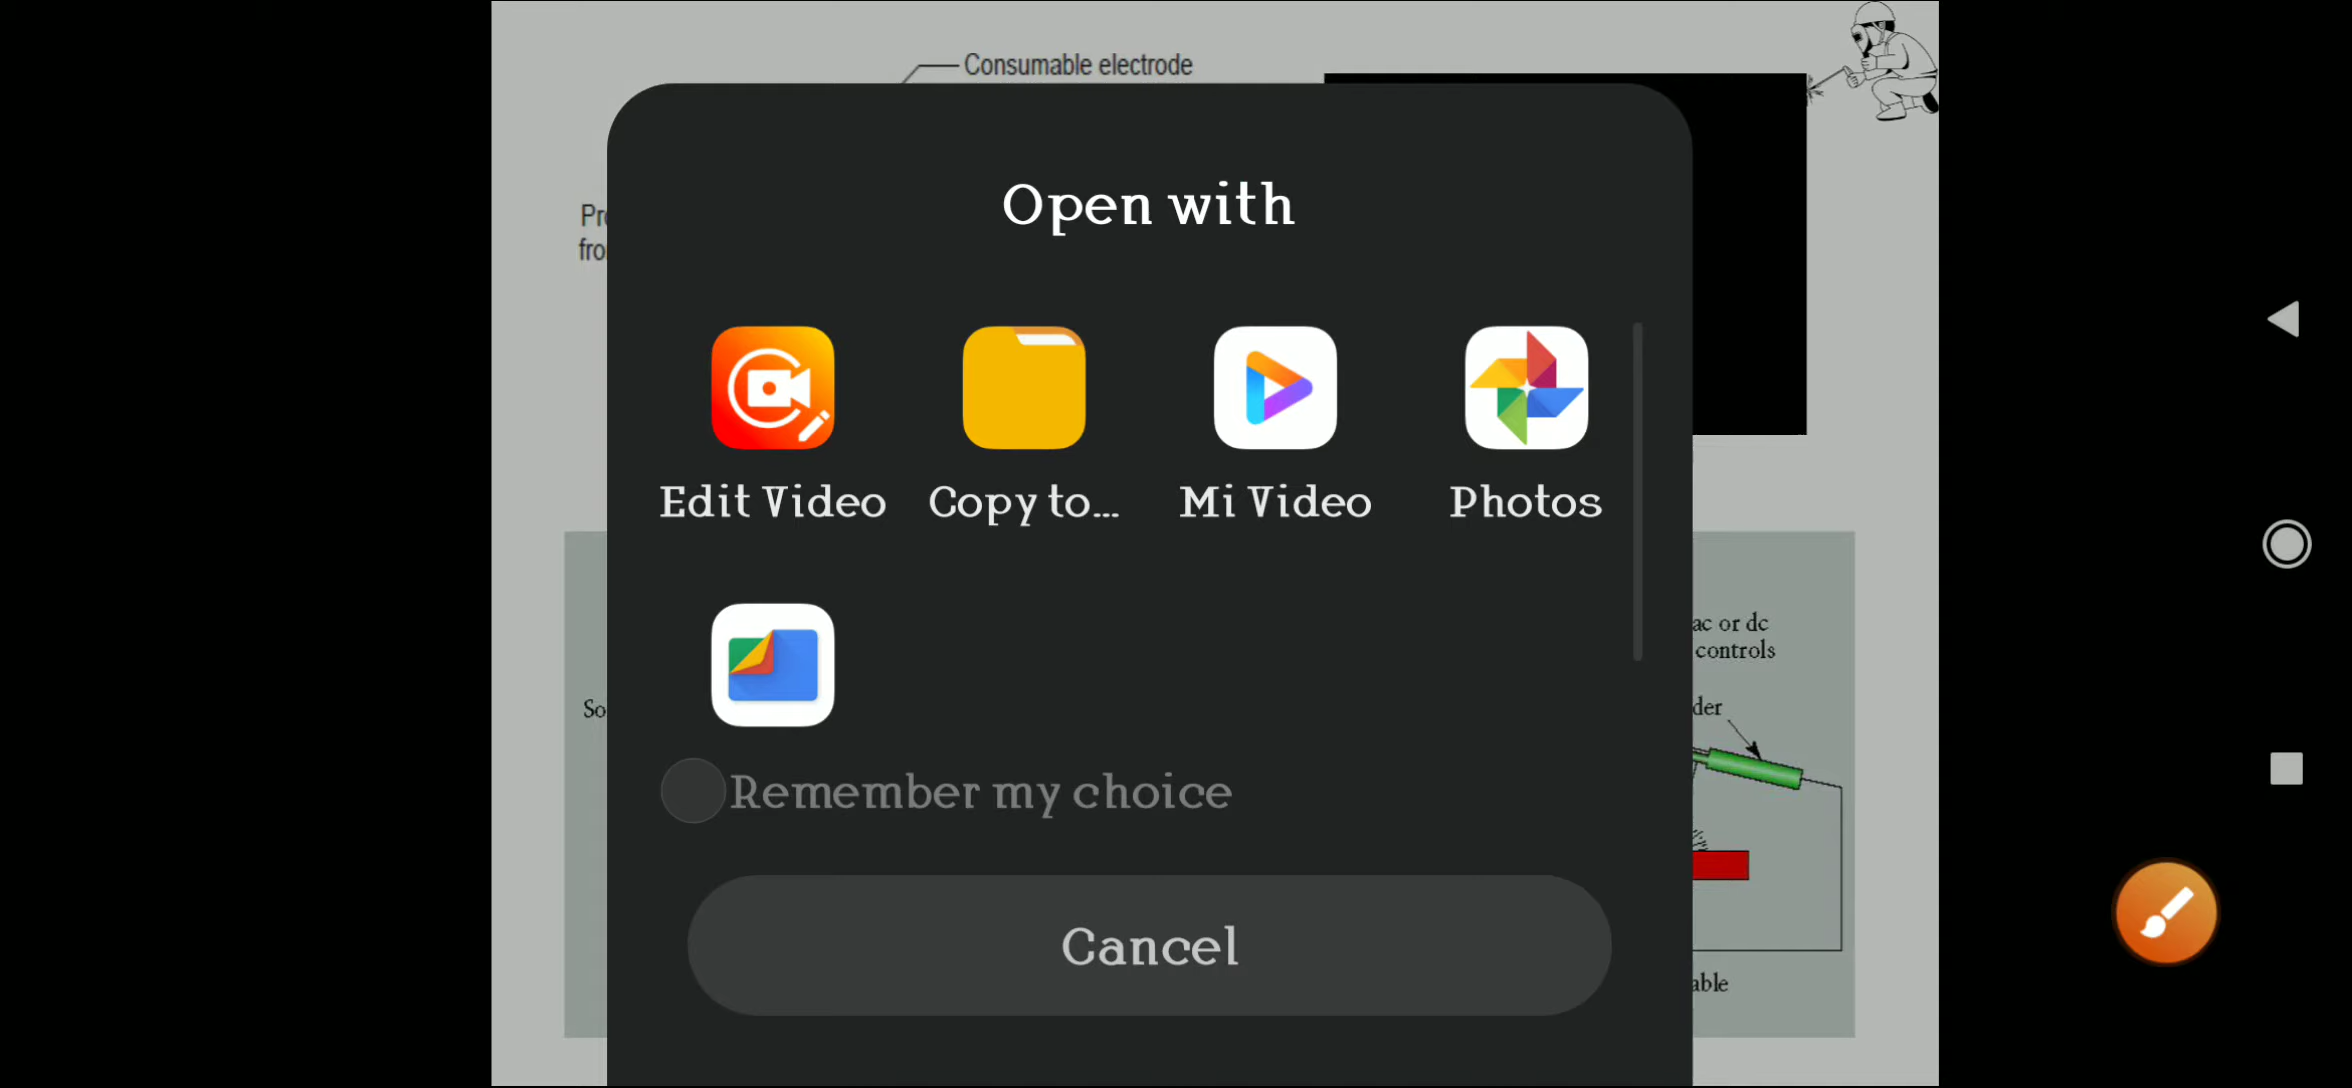 Consumable electrode
Open with
Edit Video
Copy to...
Mi Video
Photos
ac or dc
controls
Remember my choice
Cancel